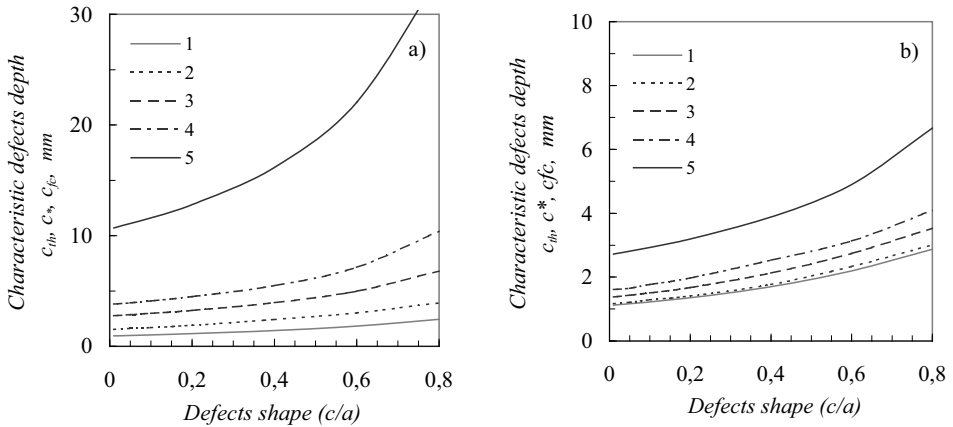 Characteristic defects depth
c_th, c_*, c_fc, mm
30
20
10
0
1
2
3
4
5
a)
0 0,2 0,4 0,6 0,8
Defects shape (c/a)
Characteristic defects depth
c_th, c*, cfc, mm
10
8
6
4
2
0
1
2
3
4
5
b)
0 0,2 0,4 0,6 0,8
Defects shape (c/a)